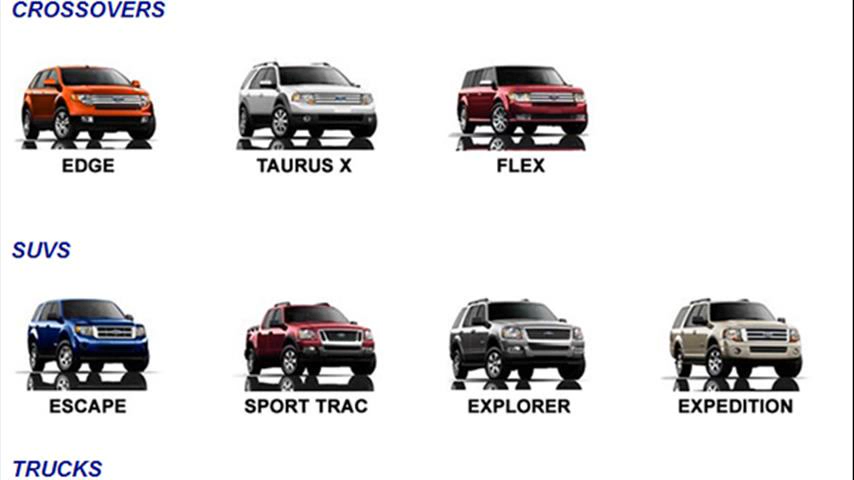 CROSSOVERS
EDGE
TAURUS X
FLEX
SUVS
ESCAPE
SPORT TRAC
EXPLORER
EXPEDITION
TRUCKS